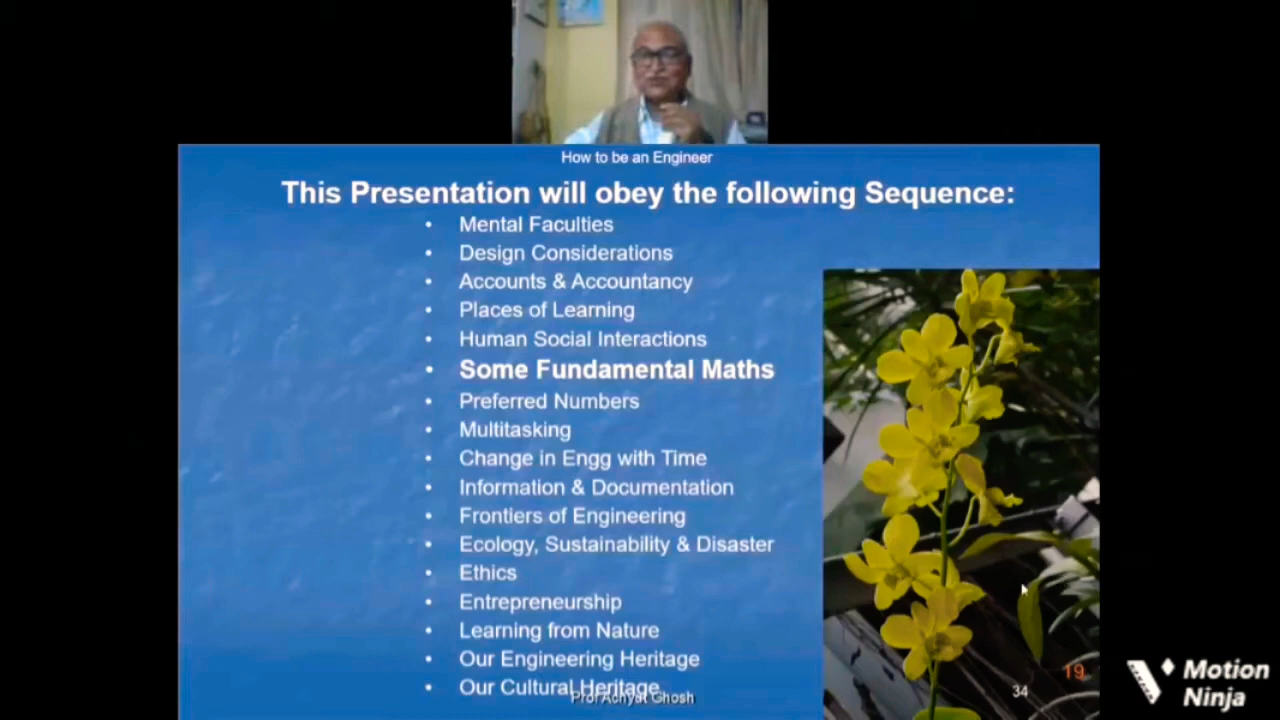 How to be an Engineer
This Presentation will obey the following Sequence:
• Mental Faculties
• Design Considerations
• Accounts & Accountancy
• Places of Learning
• Human Social Interactions
• Some Fundamental Maths
• Preferred Numbers
• Multitasking
• Change in Engg with Time
• Information & Documentation
• Frontiers of Engineering
• Ecology, Sustainability & Disaster
• Ethics
• Entrepreneurship
• Learning from Nature
• Our Engineering Heritage
• Our Cultural Heritage
Prof Achyut Ghosh
34
19
Motion
Ninja